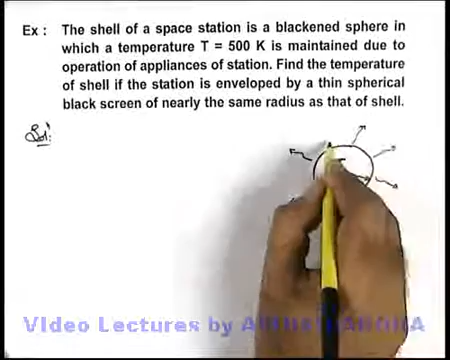 Ex : The shell of a space station is a blackened sphere in
which a temperature T = 500 K is maintained due to
operation of appliances of station. Find the temperature
of shell if the station is enveloped by a thin spherical
black screen of nearly the same radius as that of shell.
Sol:
Video Lectures by